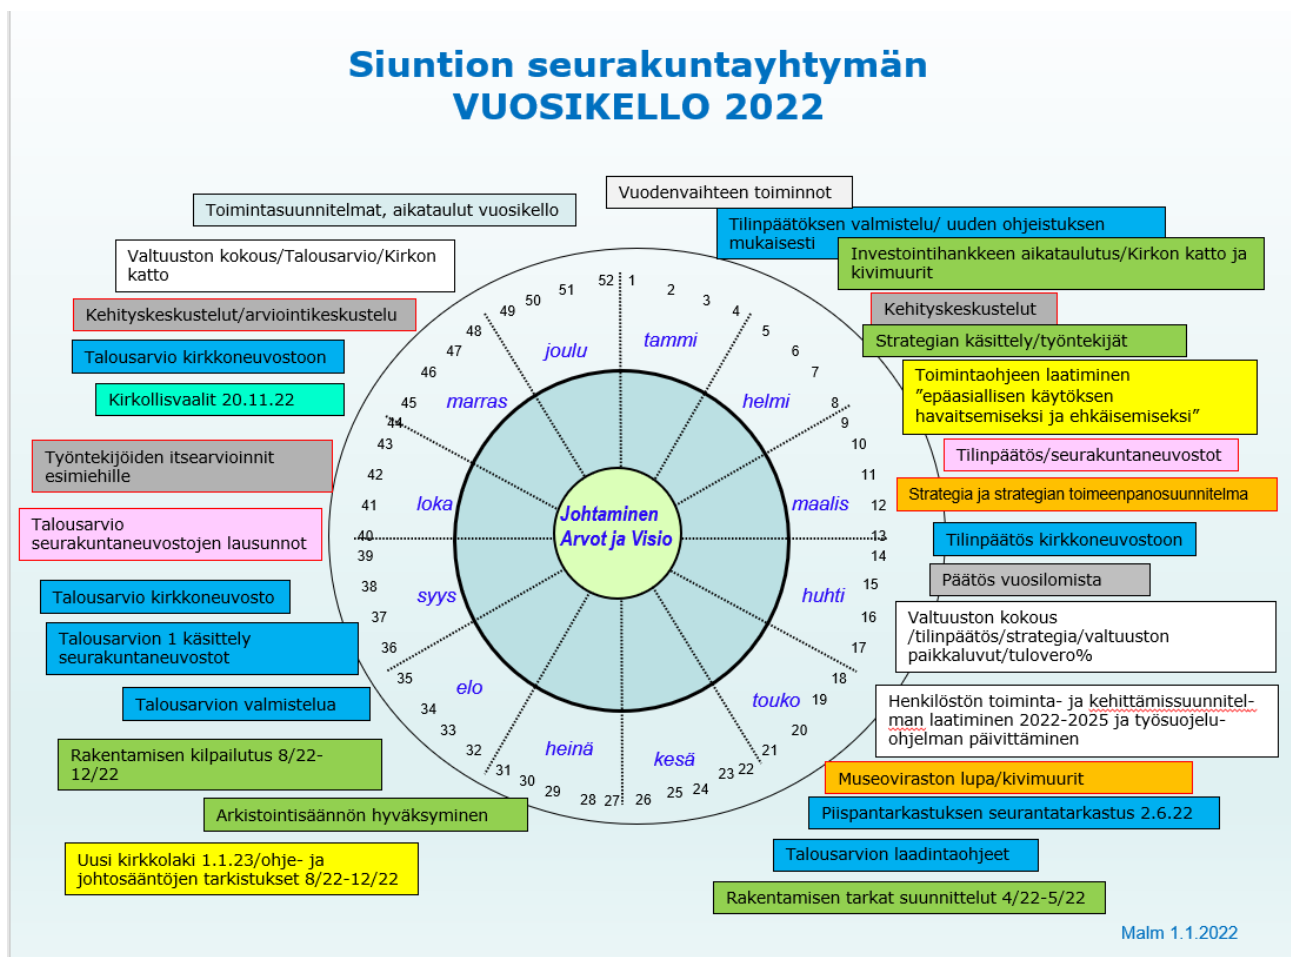 Siuntion seurakuntayhtymän
VUOSIKELLO 2022
Vuodenvaihteen toiminnot
Tilinpäätöksen valmistelu/ uuden ohjeistuksen
mukaisesti
Investointihankkeen aikataulutus/Kirkon katto ja
kivimuurit
Kehityskeskustelut
Strategian käsittely/työntekijät
Toimintaohjeen laatiminen
”epäasiallisen käytöksen
havaitsemiseksi ja ehkäisemiseksi”
Tilinpäätös/seurakuntaneuvostot
Strategia ja strategian toimeenpanosuunnitelma
Tilinpäätös kirkkoneuvostoon
Päätös vuosilomista
Valtuuston kokous
/tilinpäätös/strategia/valtuuston
paikkaluvut/tulovero%
Henkilöstön toiminta- ja kehittämissuunnitel-
man laatiminen 2022-2025 ja työsuojelu-
ohjelman päivittäminen
Museoviraston lupa/kivimuurit
Piispantarkastuksen seurantatarkastus 2.6.22
Talousarvion laadintaohjeet
Rakentamisen tarkat suunnittelut 4/22-5/22
Toimintasuunnitelmat, aikataulut vuosikello
Valtuuston kokous/Talousarvio/Kirkon
katto
Kehityskeskustelut/arviointikeskustelu
Talousarvio kirkkoneuvostoon
Kirkollisvaalit 20.11.22
Työntekijöiden itsearvioinnit
esimiehille
Talousarvio
seurakuntaneuvostojen lausunnot
Talousarvio kirkkoneuvosto
Talousarvion 1 käsittely
seurakuntaneuvostot
Talousarvion valmistelua
Rakentamisen kilpailutus 8/22-
12/22
Arkistointisäännön hyväksyminen
Uusi kirkkolaki 1.1.23/ohje- ja
johtosääntöjen tarkistukset 8/22-12/22
1
2
3
4
5
6
7
8
9
10
11
12
13
14
15
16
17
18
19
20
21
22
23
24
25
26
27
28
29
30
31
32
33
34
35
36
37
38
39
40
41
42
43
44
45
46
47
48
49
50
51
52
tammi
helmi
maalis
huhti
touko
kesä
heinä
elo
syys
loka
marras
joulu
Johtaminen
Arvot ja Visio
Malm 1.1.2022